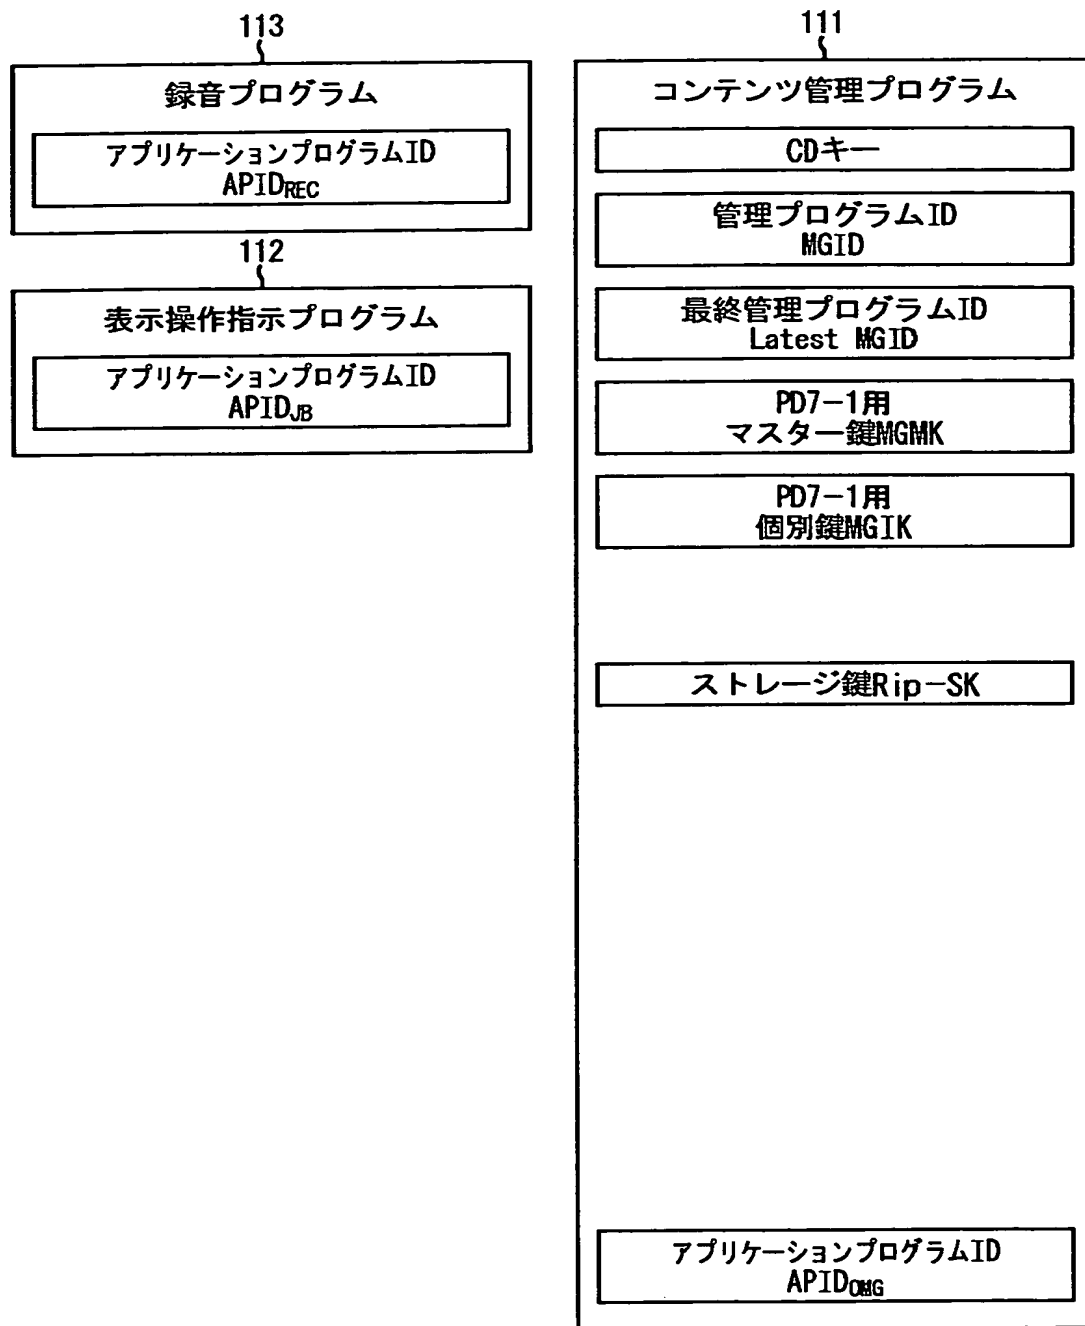 113
録音プログラム
アプリケーションプログラムID
APIDREC
112
表示操作指示プログラム
アプリケーションプログラムID
APIDJB
111
コンテンツ管理プログラム
CDキー
管理プログラムID
MGID
最終管理プログラムID
Latest MGID
PD7-1用
マスター鍵MGMK
PD7-1用
個別鍵MGIK
ストレージ鍵Rip-SK
アプリケーションプログラムID
APIDOMG